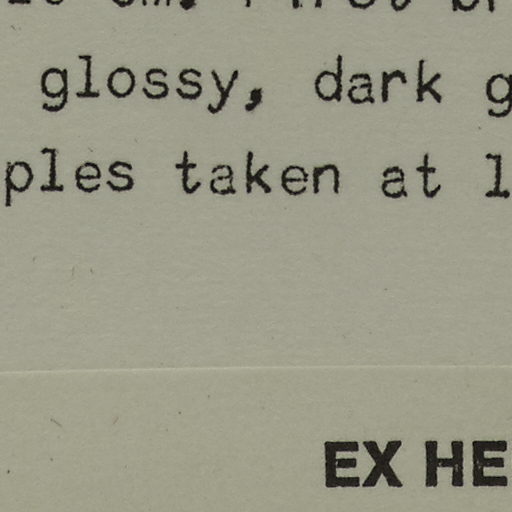 glossy, dark g
ples taken at l
EX HE